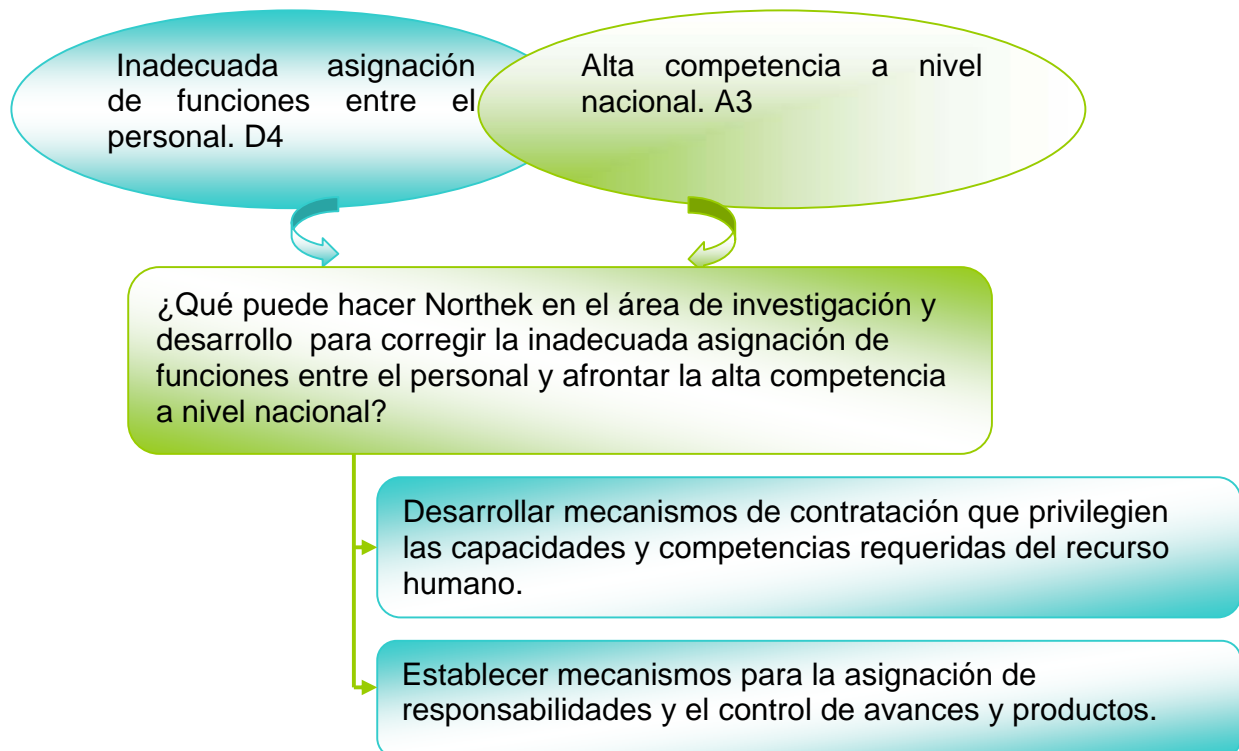 Inadecuada asignación
de funciones entre el
personal. D4
Alta competencia a nivel
nacional. A3
¿Qué puede hacer Northek en el área de investigación y
desarrollo para corregir la inadecuada asignación de
funciones entre el personal y afrontar la alta competencia
a nivel nacional?
Desarrollar mecanismos de contratación que privilegien
las capacidades y competencias requeridas del recurso
humano.
Establecer mecanismos para la asignación de
responsabilidades y el control de avances y productos.